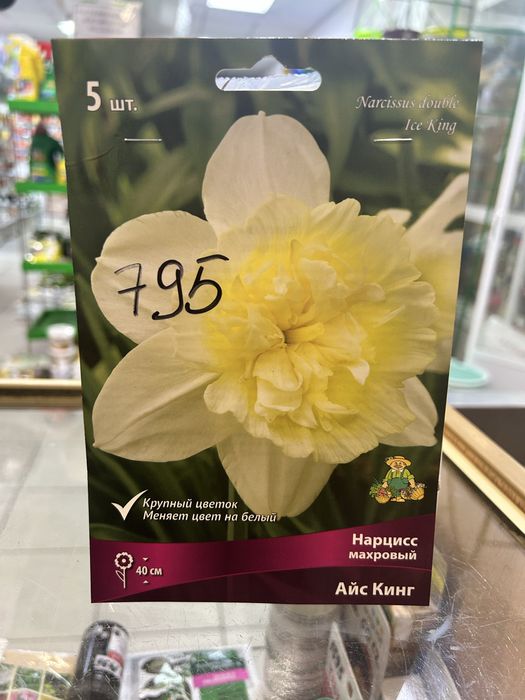 5 шт.
Narcissus double
Ice King
795
Крупный цветок
Меняет цвет на белый
40 см
Нарцисс
махровый
Айс Кинг